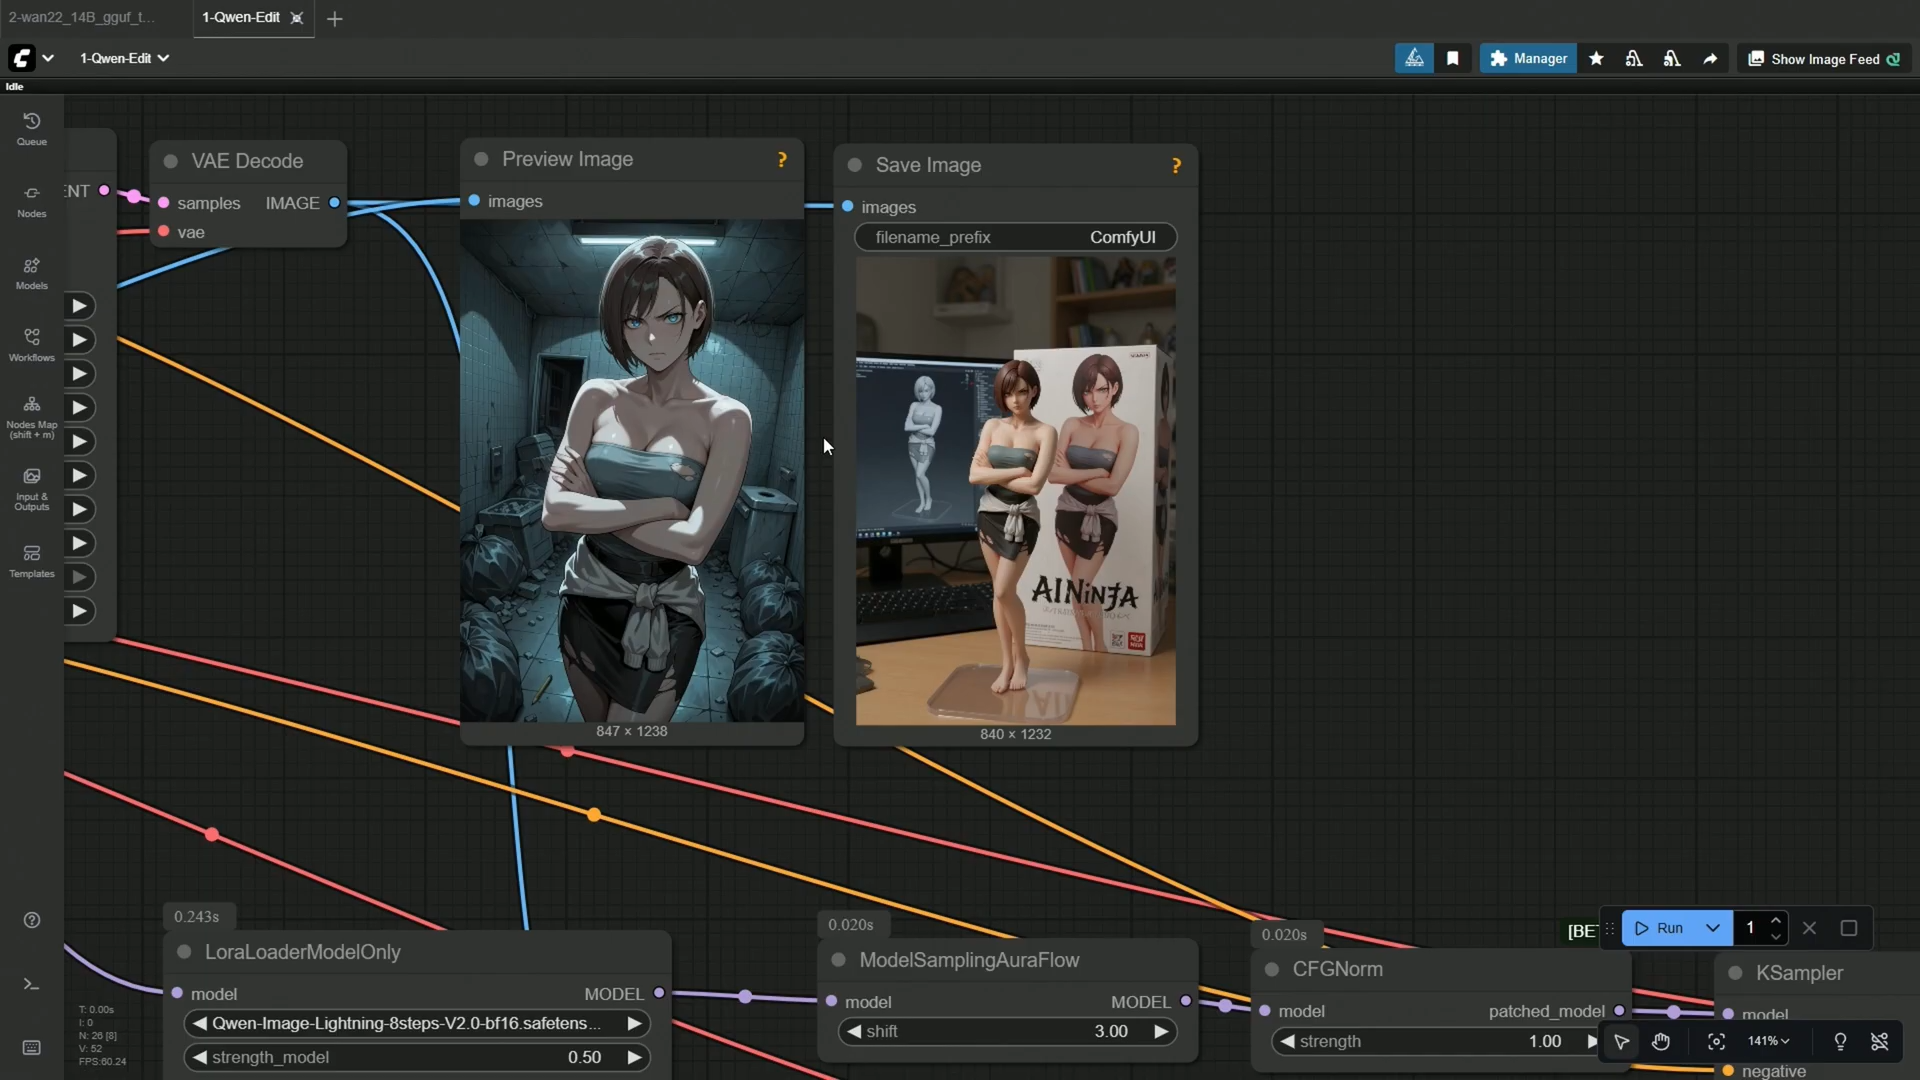 2-wan22_14B_gguf_t...
1-Qwen-Edit
1-Qwen-Edit
Manager
Show Image Feed
Idle
Queue
Nodes
Models
Workflows
Nodes Map
(shift + m)
Input &
Outputs
Templates
ENT
VAE Decode
samples
IMAGE
vae
Preview Image
?
images
847 × 1238
Save Image
?
images
filename_prefix
ComfyUI
AI NiNJA
840 × 1232
0.243s
LoraLoaderModelOnly
model
MODEL
Qwen-Image-Lightning-8steps-V2.0-bf16.safetens...
strength_model
0.50
0.020s
ModelSamplingAuraFlow
model
MODEL
shift
3.00
0.020s
CFGNorm
model
patched_model
strength
1.00
[BE
Run
1
KSampler
model
negative
141%
T: 0.00s
I: 0
N: 26 [8]
V: 52
FPS:60.24